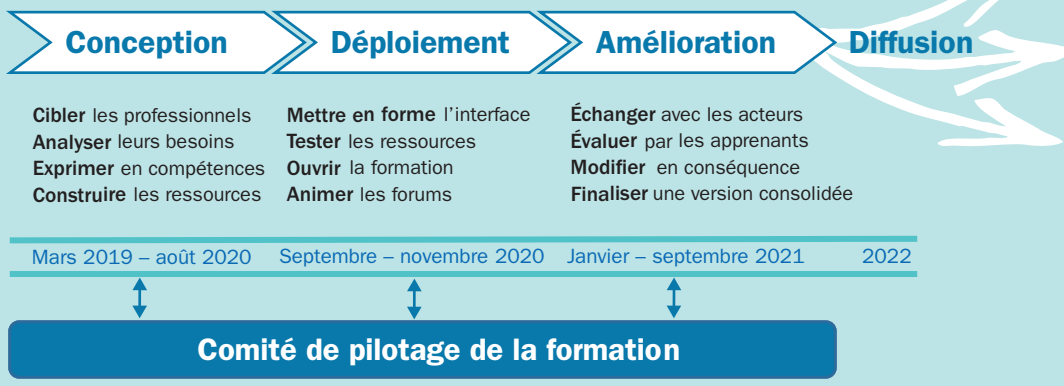 Conception
Déploiement
Amélioration
Diffusion
Cibler les professionnels
Analyser leurs besoins
Exprimer en compétences
Construire les ressources
Mettre en forme l'interface
Tester les ressources
Ouvrir la formation
Animer les forums
Échanger avec les acteurs
Évaluer par les apprenants
Modifier en conséquence
Finaliser une version consolidée
Mars 2019 – août 2020
Septembre – novembre 2020
Janvier – septembre 2021
2022
Comité de pilotage de la formation